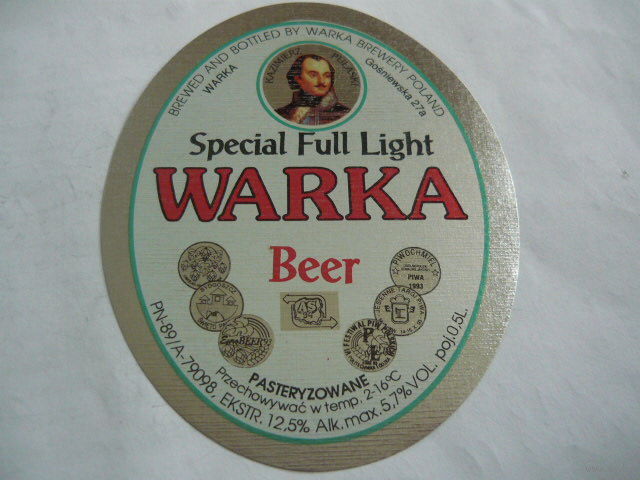 BREWED AND BOTTLED BY WARKA BREWERY POLAND
WARKA
Gośniewska 27a
KAZIMIERZ PUŁASKI
Special Full Light
WARKA
Beer
PIWOCHMIEL
PIWA
1993
BEER
PASTERYZOWANE
Przechowywać w temp. 2-16°C
PN-89/A-79098. EKSTR. 12,5% Alk.max.5,7%VOL. poj.0,5L.